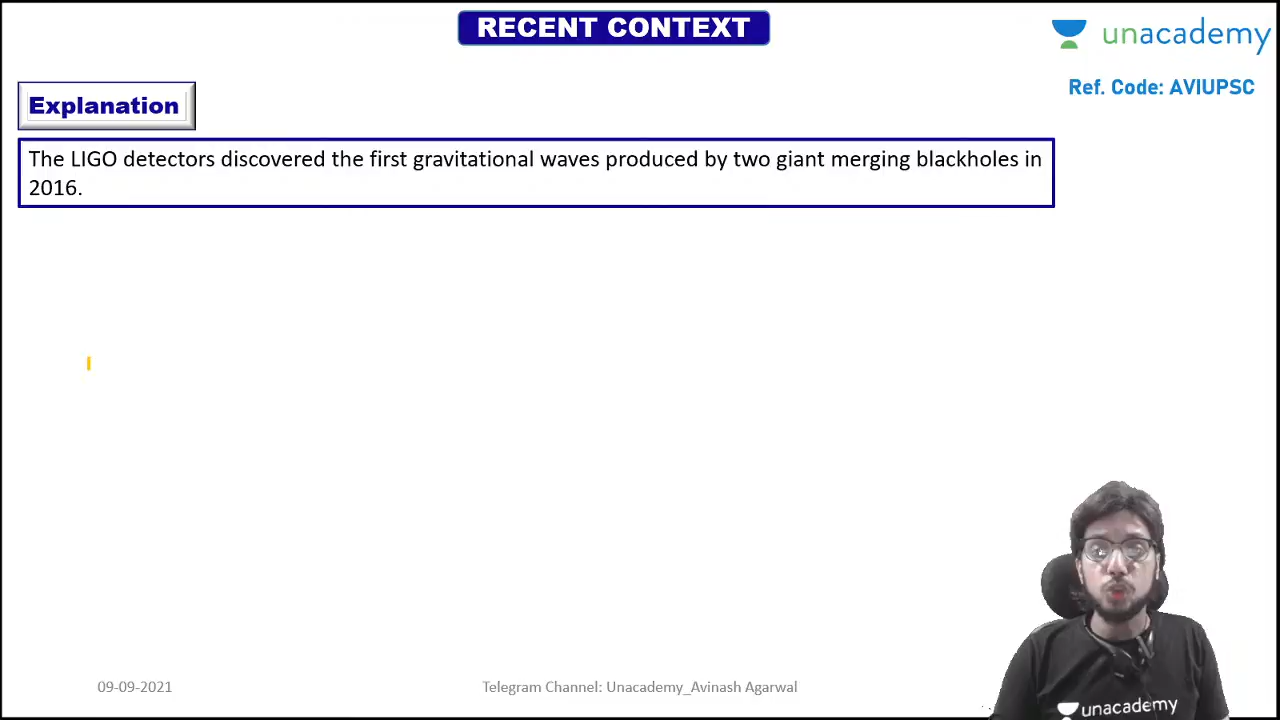 RECENT CONTEXT
unacademy
Ref. Code: AVIUPSC
Explanation
The LIGO detectors discovered the first gravitational waves produced by two giant merging blackholes in
2016.
09-09-2021
Telegram Channel: Unacademy_Avinash Agarwal
unacademy